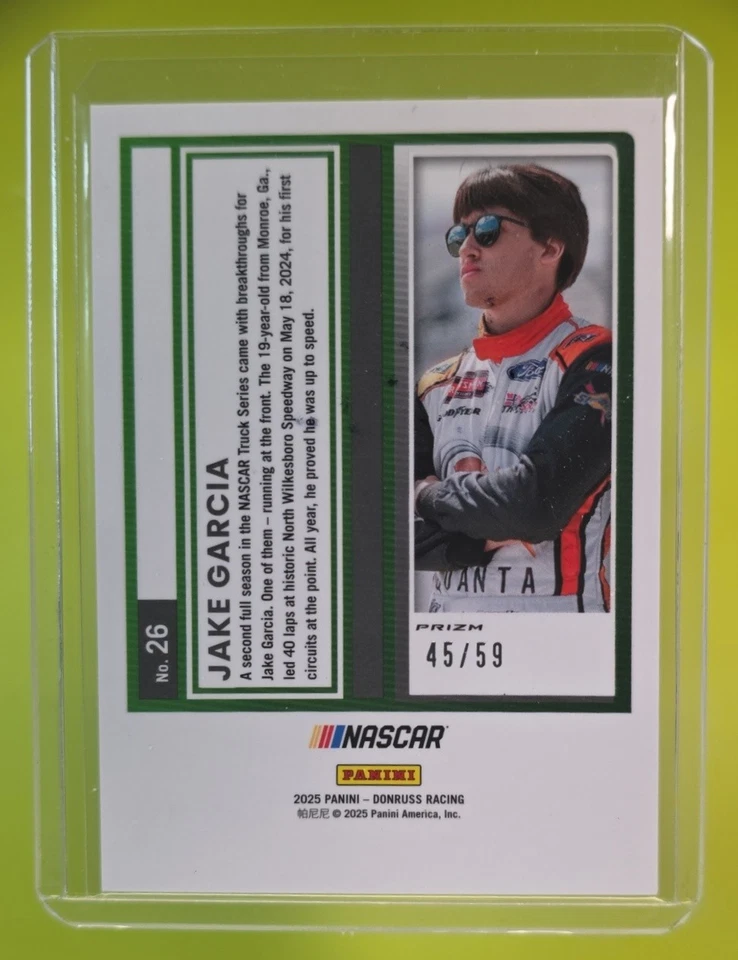 No. 26
JAKE GARCIA
A second full season in the NASCAR Truck Series came with breakthroughs for
Jake Garcia. One of them – running at the front. The 19-year-old from Monroe, Ga.,
led 40 laps at historic North Wilkesboro Speedway on May 18, 2024, for his first
circuits at the point. All year, he proved he was up to speed.
Ford
GOODYEAR
UANTA
PRIZM
45/59
NASCAR
PANINI
2025 PANINI – DONRUSS RACING
帕尼尼 © 2025 Panini America, Inc.